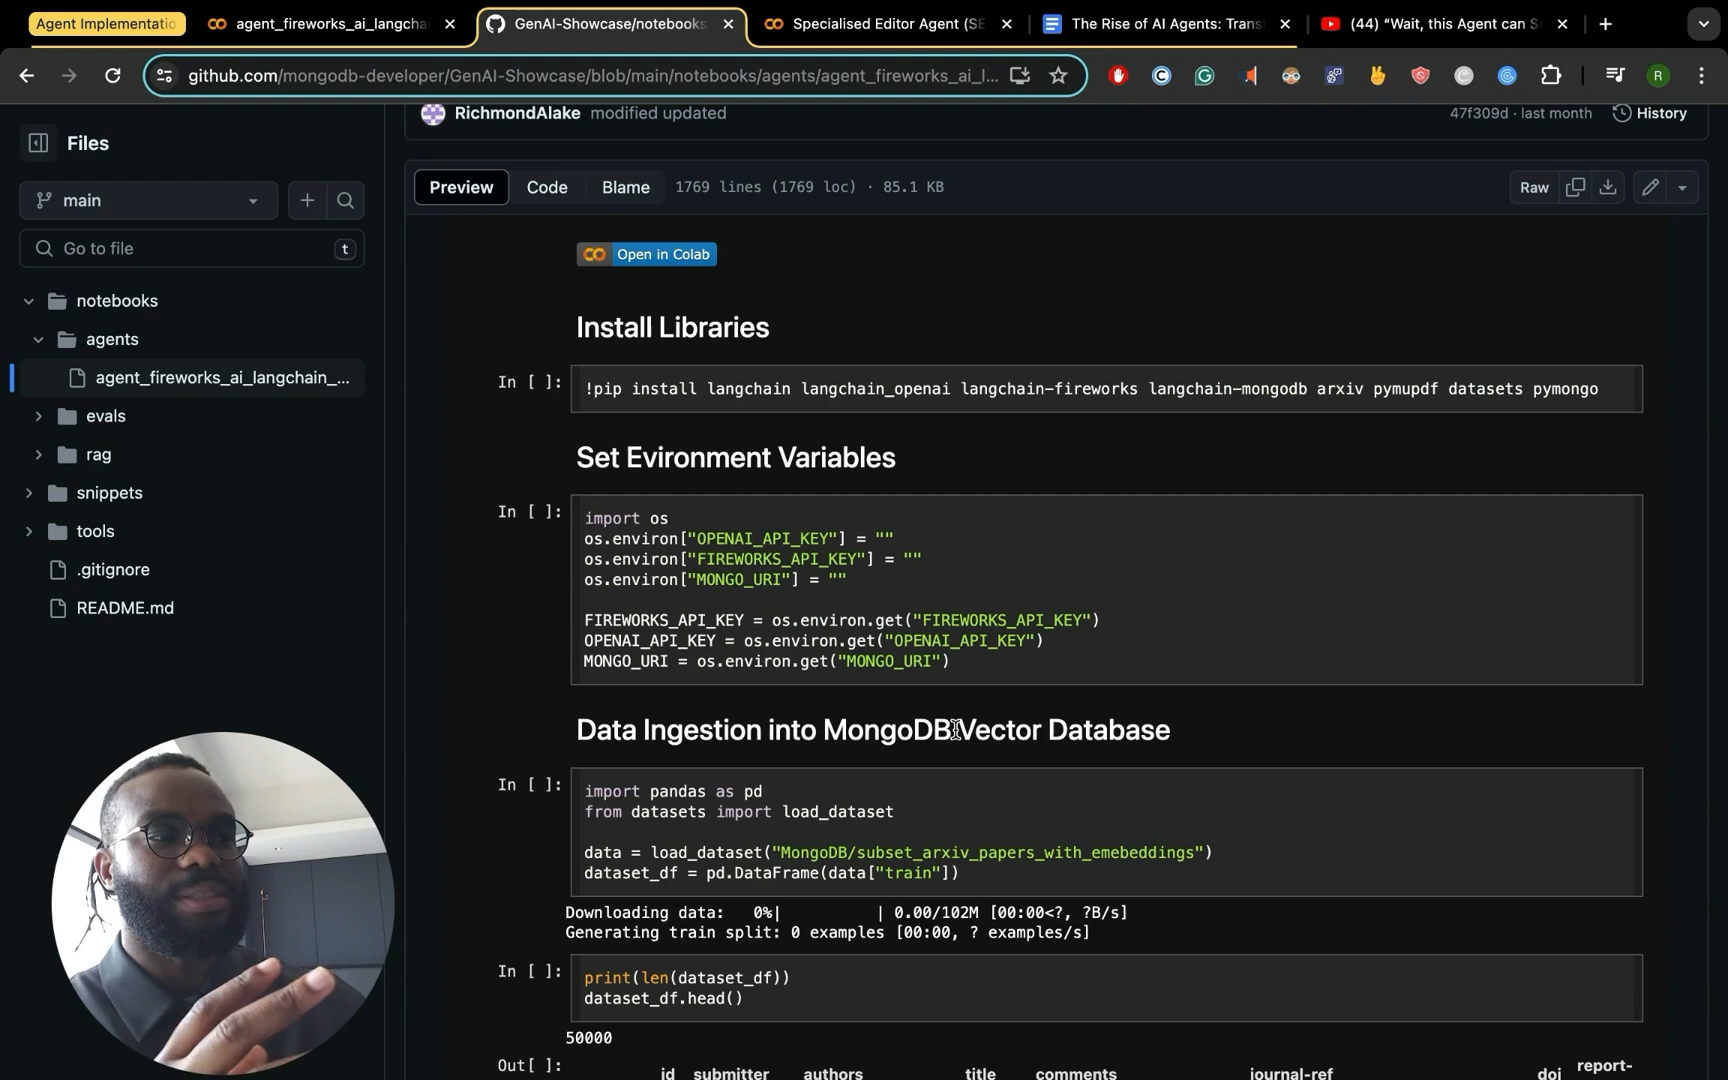 Agent Implementatio
agent_fireworks_ai_langchai
GenAI-Showcase/notebooks
Specialised Editor Agent (SE
The Rise of AI Agents: Trans
(44) "Wait, this Agent can S
github.com/mongodb-developer/GenAI-Showcase/blob/main/notebooks/agents/agent_fireworks_ai_l...
R
RichmondAlake modified updated
47f309d · last month
History
Files
main
Go to file
t
notebooks
agents
agent_fireworks_ai_langchain_...
evals
rag
snippets
tools
.gitignore
README.md
Preview
Code
Blame
1769 lines (1769 loc) · 85.1 KB
Raw
Open in Colab
Install Libraries
In [ ]:
!pip install langchain langchain_openai langchain-fireworks langchain-mongodb arxiv pymupdf datasets pymongo
Set Evironment Variables
In [ ]:
import os
os.environ["OPENAI_API_KEY"] = ""
os.environ["FIREWORKS_API_KEY"] = ""
os.environ["MONGO_URI"] = ""
FIREWORKS_API_KEY = os.environ.get("FIREWORKS_API_KEY")
OPENAI_API_KEY = os.environ.get("OPENAI_API_KEY")
MONGO_URI = os.environ.get("MONGO_URI")
Data Ingestion into MongoDB Vector Database
In [ ]:
import pandas as pd
from datasets import load_dataset
data = load_dataset("MongoDB/subset_arxiv_papers_with_emebeddings")
dataset_df = pd.DataFrame(data["train"])
Downloading data:   0%|          | 0.00/102M [00:00<?, ?B/s]
Generating train split: 0 examples [00:00, ? examples/s]
In [ ]:
print(len(dataset_df))
dataset_df.head()
50000
Out[ ]:
id submitter authors title comments journal-ref doi report-